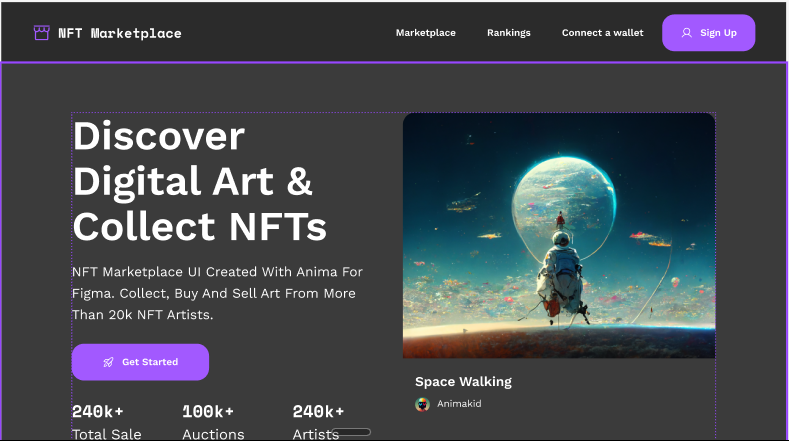 NFT Marketplace
Marketplace
Rankings
Connect a wallet
Sign Up
Discover
Digital Art &
Collect NFTs
NFT Marketplace UI Created With Anima For
Figma. Collect, Buy And Sell Art From More
Than 20k NFT Artists.
Get Started
240k+
Total Sale
100k+
Auctions
240k+
Artists
Space Walking
Animakid